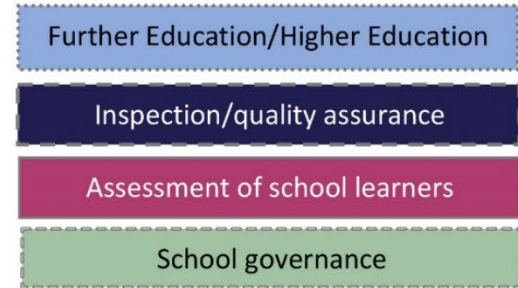 Further Education/Higher Education
Inspection/quality assurance
Assessment of school learners
School governance